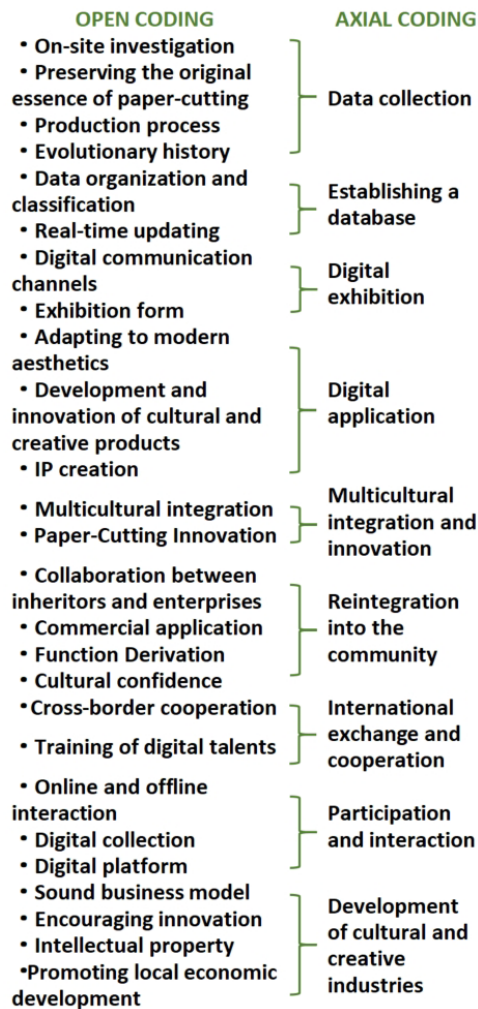 OPEN CODING
AXIAL CODING
• On-site investigation
• Preserving the original
essence of paper-cutting
• Production process
• Evolutionary history
Data collection
• Data organization and
classification
• Real-time updating
Establishing a
database
• Digital communication
channels
• Exhibition form
Digital
exhibition
• Adapting to modern
aesthetics
• Development and
innovation of cultural and
creative products
• IP creation
Digital
application
• Multicultural integration
• Paper-Cutting Innovation
Multicultural
integration and
innovation
• Collaboration between
inheritors and enterprises
• Commercial application
• Function Derivation
• Cultural confidence
Reintegration
into the
community
•Cross-border cooperation
• Training of digital talents
International
exchange and
cooperation
• Online and offline
interaction
• Digital collection
• Digital platform
Participation
and interaction
• Sound business model
• Encouraging innovation
• Intellectual property
•Promoting local economic
development
Development
of cultural and
creative
industries